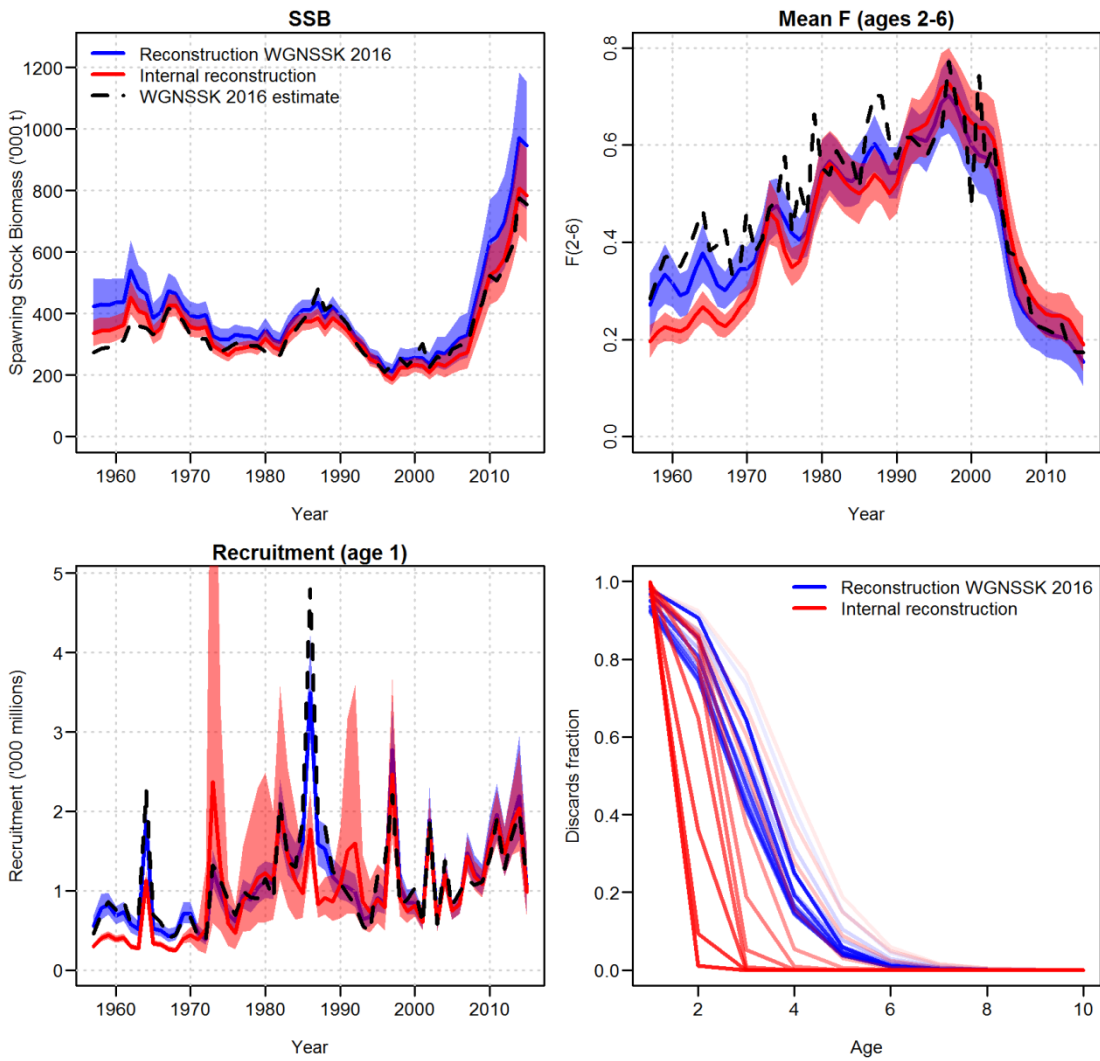 SSB
Spawning Stock Biomass ('000 t)
1200
1000
800
600
400
200
0
Reconstruction WGNSSK 2016
Internal reconstruction
WGNSSK 2016 estimate
1960 1970 1980 1990 2000 2010
Year
Mean F (ages 2-6)
F(2-6)
0.8
0.6
0.4
0.2
0.0
1960 1970 1980 1990 2000 2010
Year
Recruitment (age 1)
Recruitment ('000 millions)
5
4
3
2
1
0
1960 1970 1980 1990 2000 2010
Year
Discards fraction
1.0
0.8
0.6
0.4
0.2
0.0
Reconstruction WGNSSK 2016
Internal reconstruction
2 4 6 8 10
Age